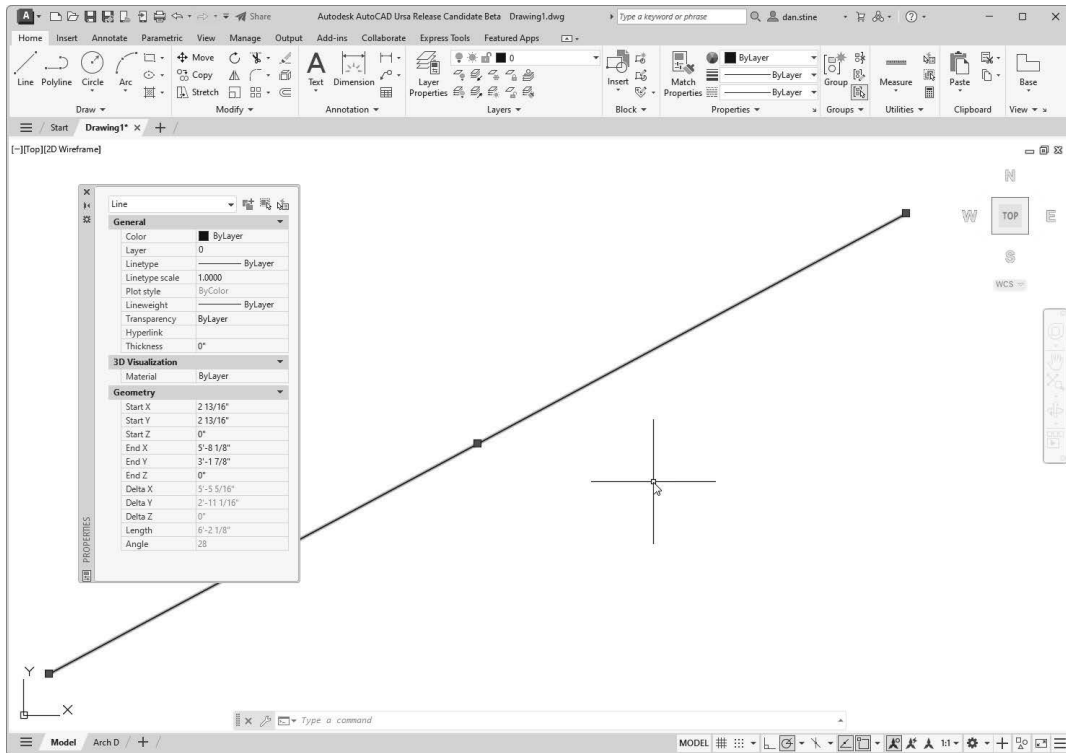 A Share Autodesk AutoCAD Ursa Release Candidate Beta Drawing1.dwg Type a keyword or phrase dan.stine
Home Insert Annotate Parametric View Manage Output Add-ins Collaborate Express Tools Featured Apps
Line Polyline Circle Arc
Move
Copy
Stretch
Text Dimension
Layer Properties
0
Insert
Match Properties
ByLayer
ByLayer
ByLayer
Group
Measure
Paste
Base
Draw Modify Annotation Layers Block Properties Groups Utilities Clipboard View
Start Drawing1*
[−][Top][2D Wireframe]
N
W TOP E
S
WCS
Line
General
Color ByLayer
Layer 0
Linetype ByLayer
Linetype scale 1.0000
Plot style ByColor
Lineweight ByLayer
Transparency ByLayer
Hyperlink
Thickness 0"
3D Visualization
Material ByLayer
Geometry
Start X 2 13/16"
Start Y 2 13/16"
Start Z 0"
End X 5'-8 1/8"
End Y 3'-1 7/8"
End Z 0"
Delta X 5'-5 5/16"
Delta Y 2'-11 1/16"
Delta Z 0"
Length 6'-2 1/8"
Angle 28
PROPERTIES
Y
X
Type a command
Model Arch D MODEL 1:1